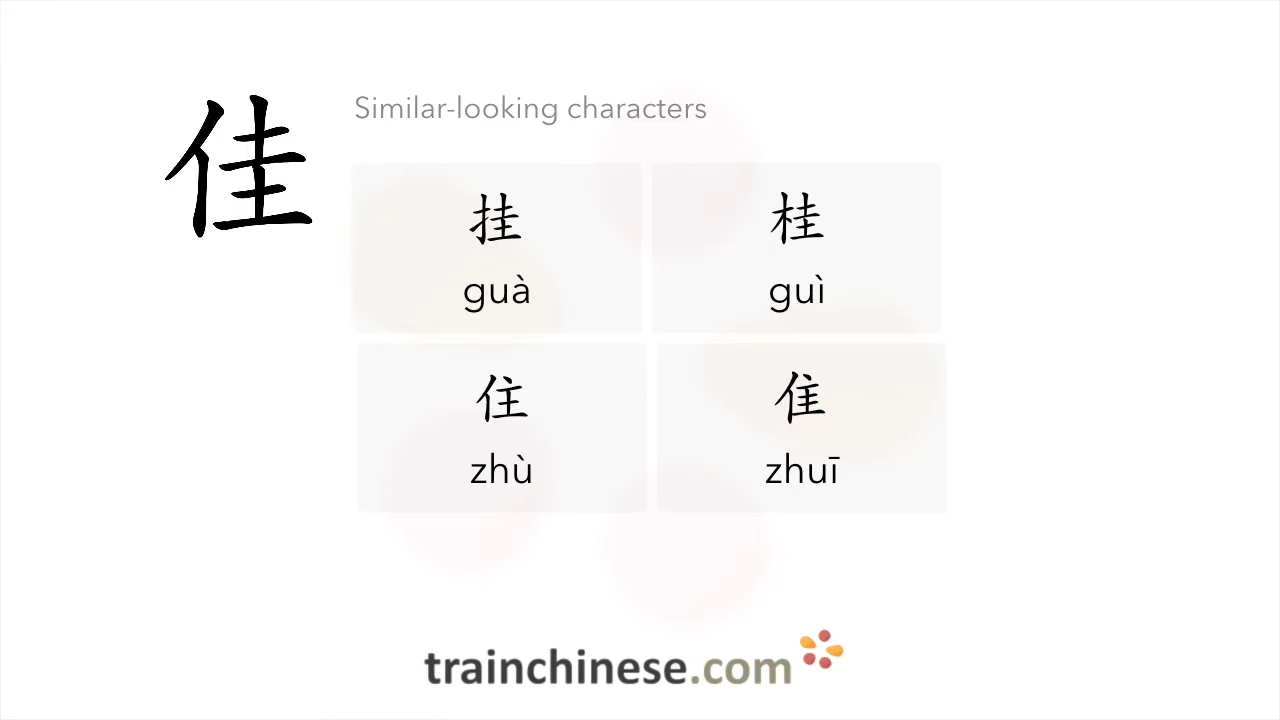 佳
Similar-looking characters
挂 桂
guà guì
住 隹
zhù zhuī
trainchinese.com